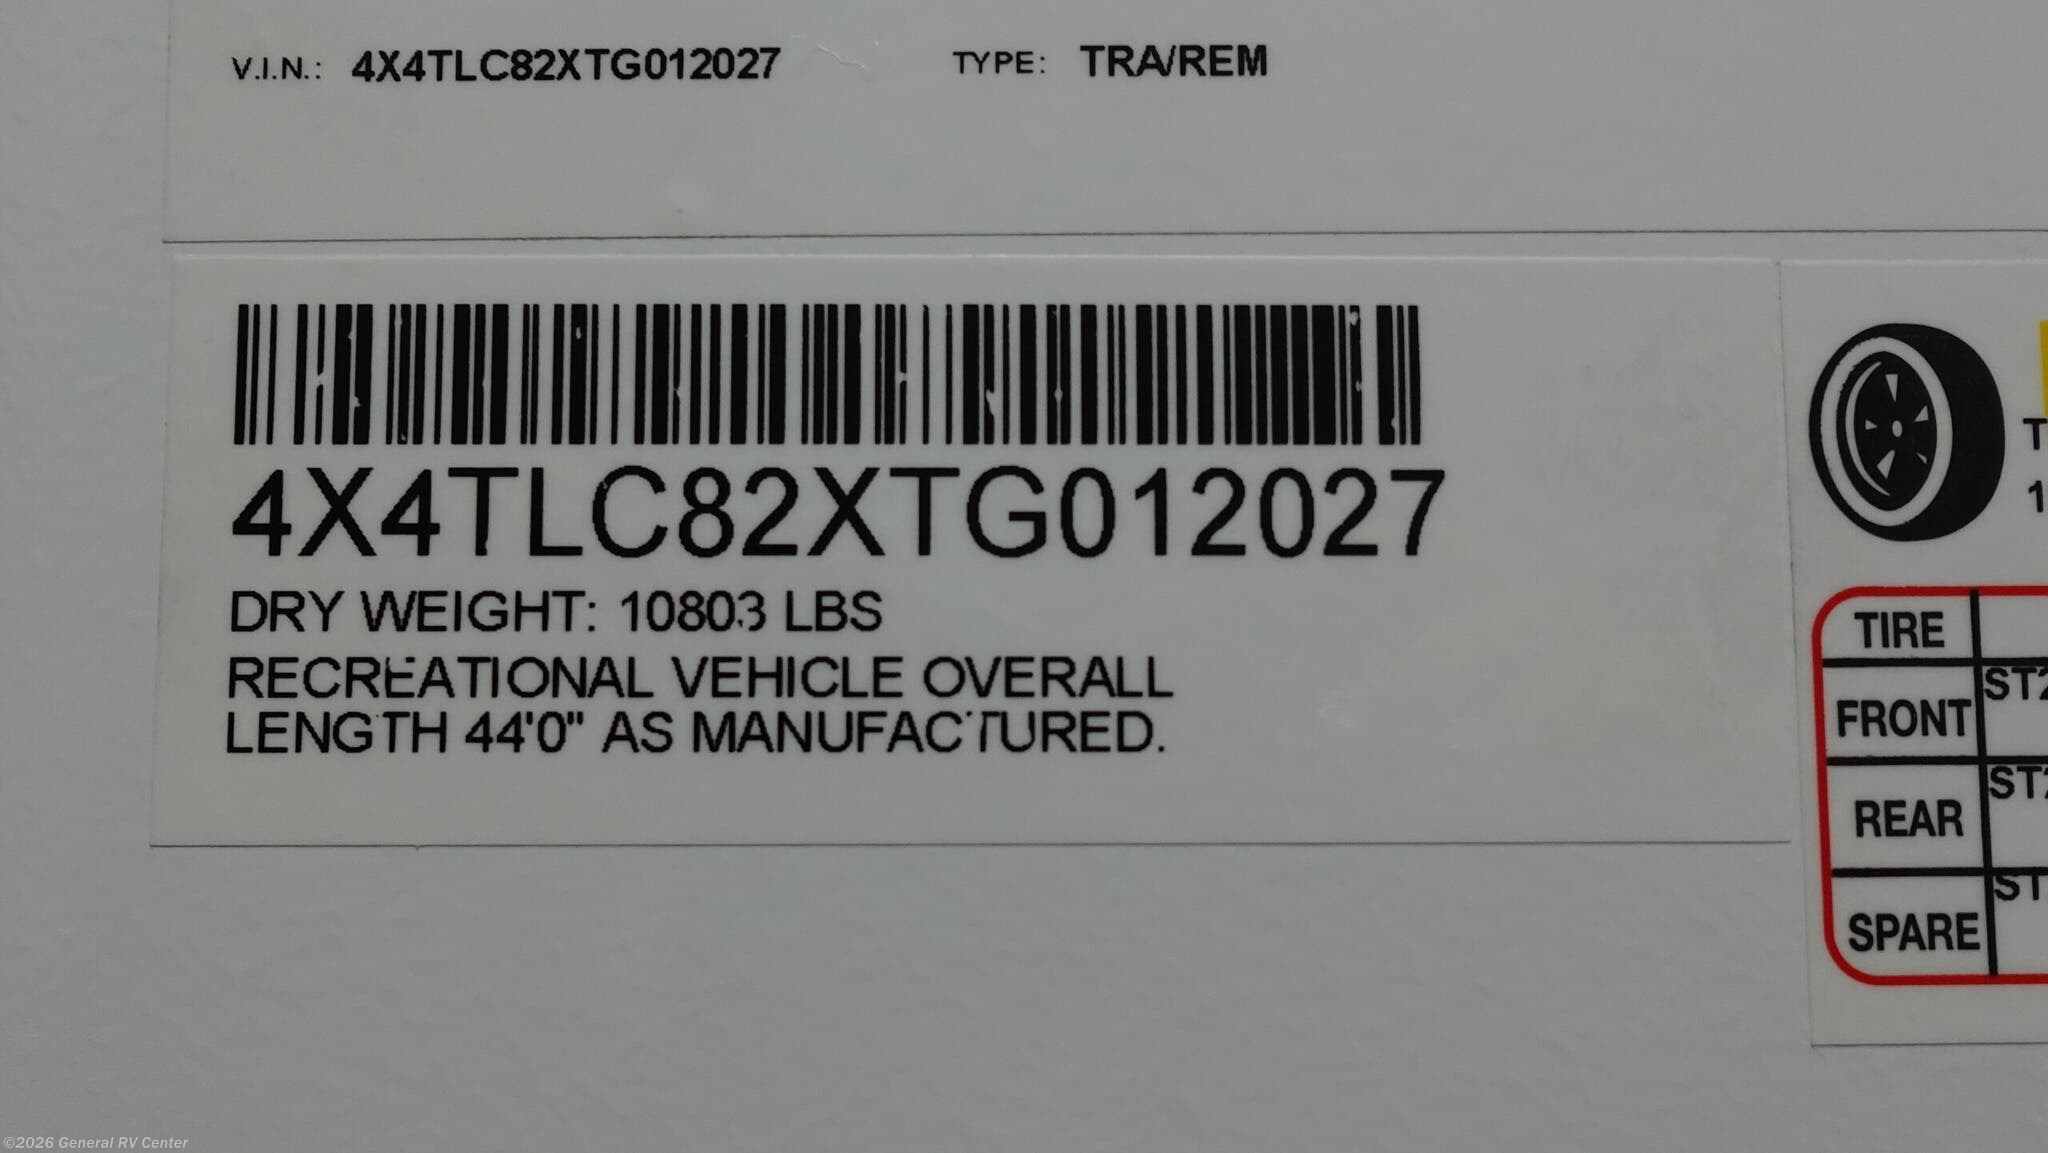 V.I.N.: 4X4TLC82XTG012027 TYPE: TRA/REM
4X4TLC82XTG012027
DRY WEIGHT: 10803 LBS
RECREATIONAL VEHICLE OVERALL
LENGTH 44'0" AS MANUFACTURED.
TIRE
FRONT
REAR
SPARE
©2026 General RV Center